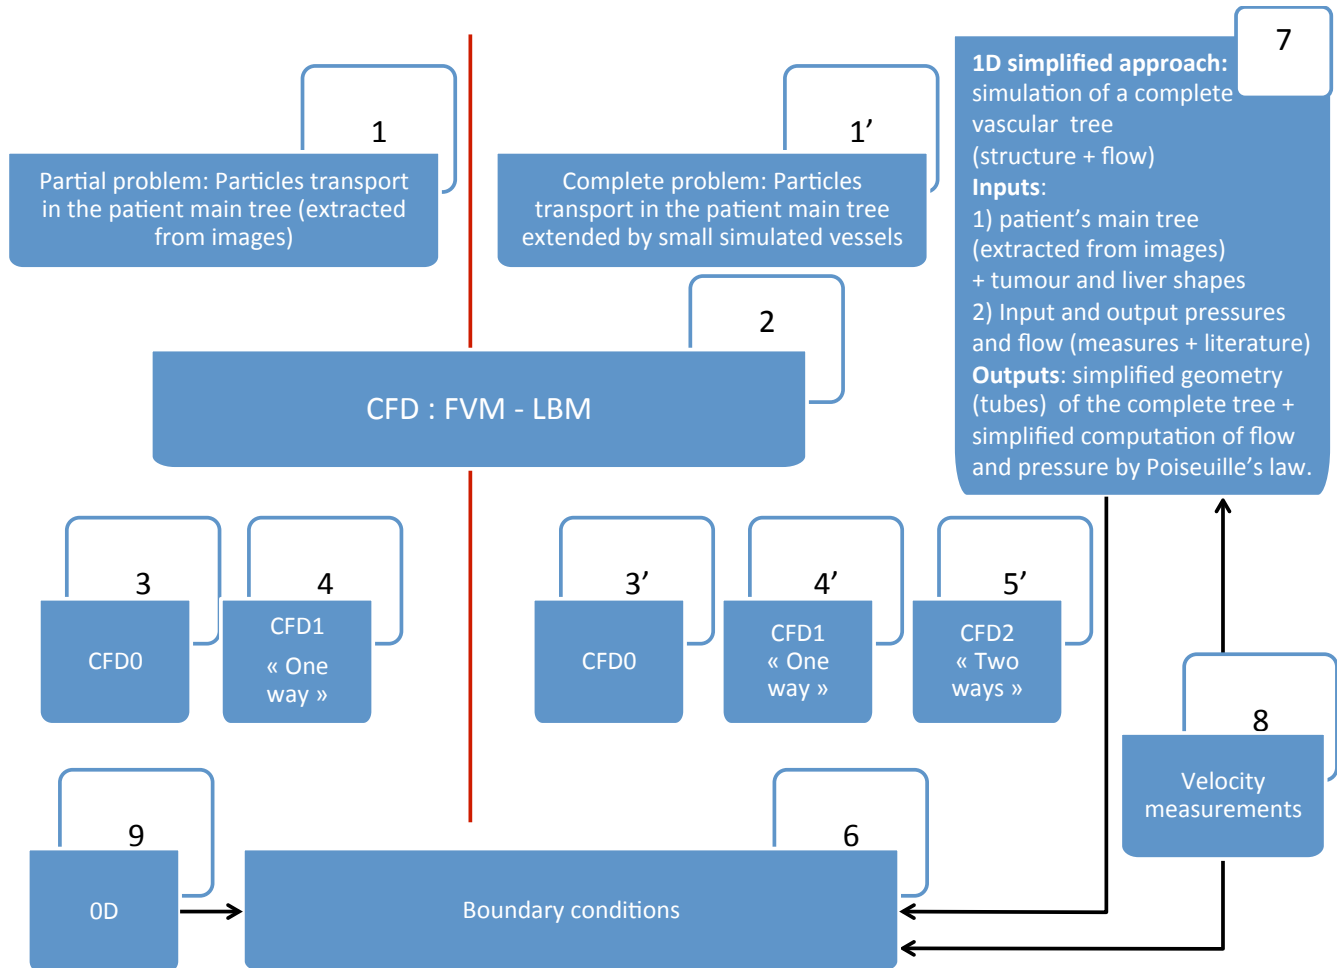 1
Partial problem: Particles transport
in the patient main tree (extracted
from images)
1’
Complete problem: Particles
transport in the patient main tree
extended by small simulated vessels
7
1D simplified approach:
simulation of a complete
vascular tree
(structure + flow)
Inputs:
1) patient’s main tree
(extracted from images)
+ tumour and liver shapes
2) Input and output pressures
and flow (measures + literature)
Outputs: simplified geometry
(tubes) of the complete tree +
simplified computation of flow
and pressure by Poiseuille’s law.
2
CFD : FVM - LBM
3
CFD0
4
CFD1
« One
way »
3’
CFD0
4’
CFD1
« One
way »
5’
CFD2
« Two
ways »
8
Velocity
measurements
9
0D
6
Boundary conditions